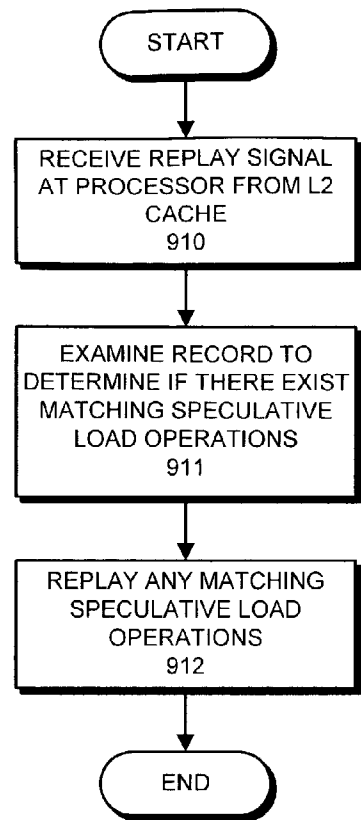 START
RECEIVE REPLAY SIGNAL
AT PROCESSOR FROM L2
CACHE
910
EXAMINE RECORD TO
DETERMINE IF THERE EXIST
MATCHING SPECULATIVE
LOAD OPERATIONS
911
REPLAY ANY MATCHING
SPECULATIVE LOAD
OPERATIONS
912
END